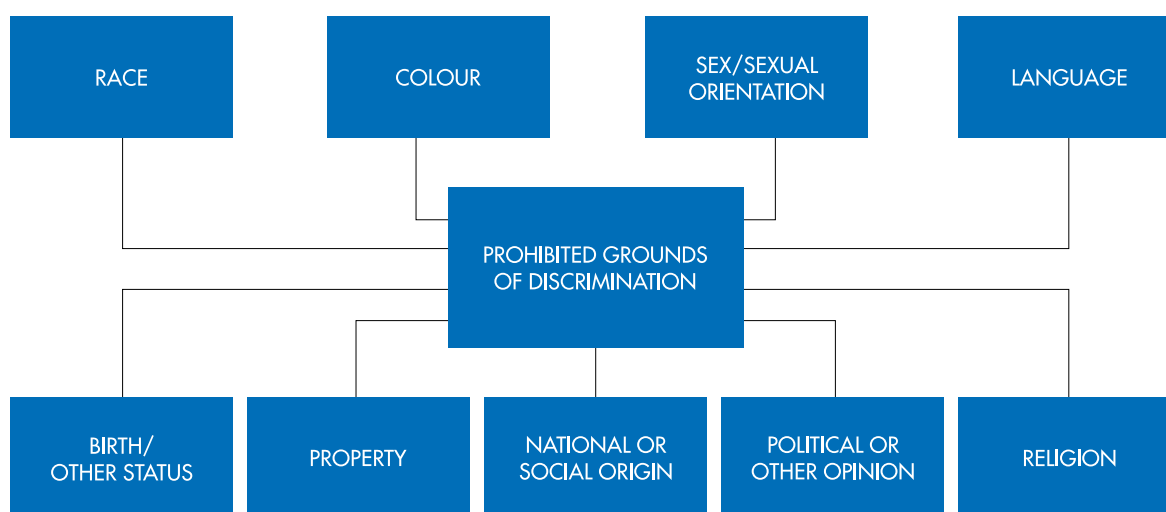 RACE
COLOUR
SEX/SEXUAL
ORIENTATION
LANGUAGE
PROHIBITED GROUNDS
OF DISCRIMINATION
BIRTH/
OTHER STATUS
PROPERTY
NATIONAL OR
SOCIAL ORIGIN
POLITICAL OR
OTHER OPINION
RELIGION